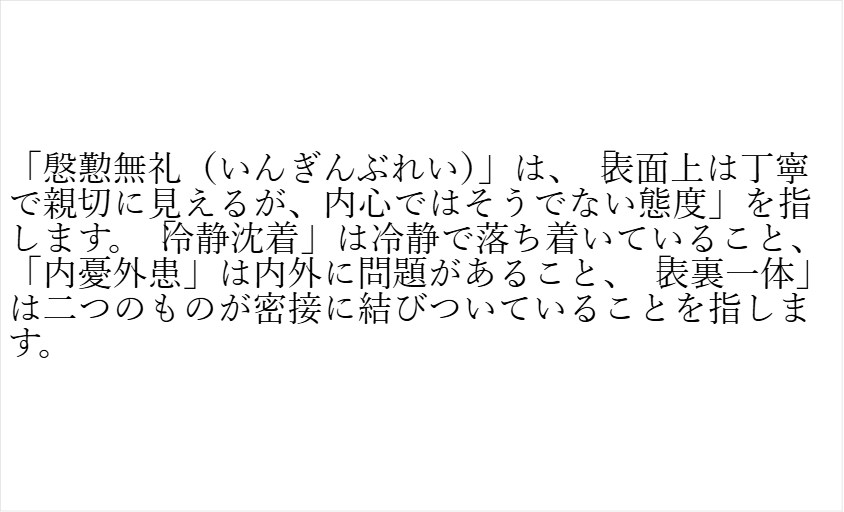 「慇懃無礼（いんぎんぶれい）」は、「表面上は丁寧
で親切に見えるが、内心ではそうでない態度」を指
します。「冷静沈着」は冷静で落ち着いていること、
「内憂外患」は内外に問題があること、「表裏一体」
は二つのものが密接に結びついていることを指しま
す。